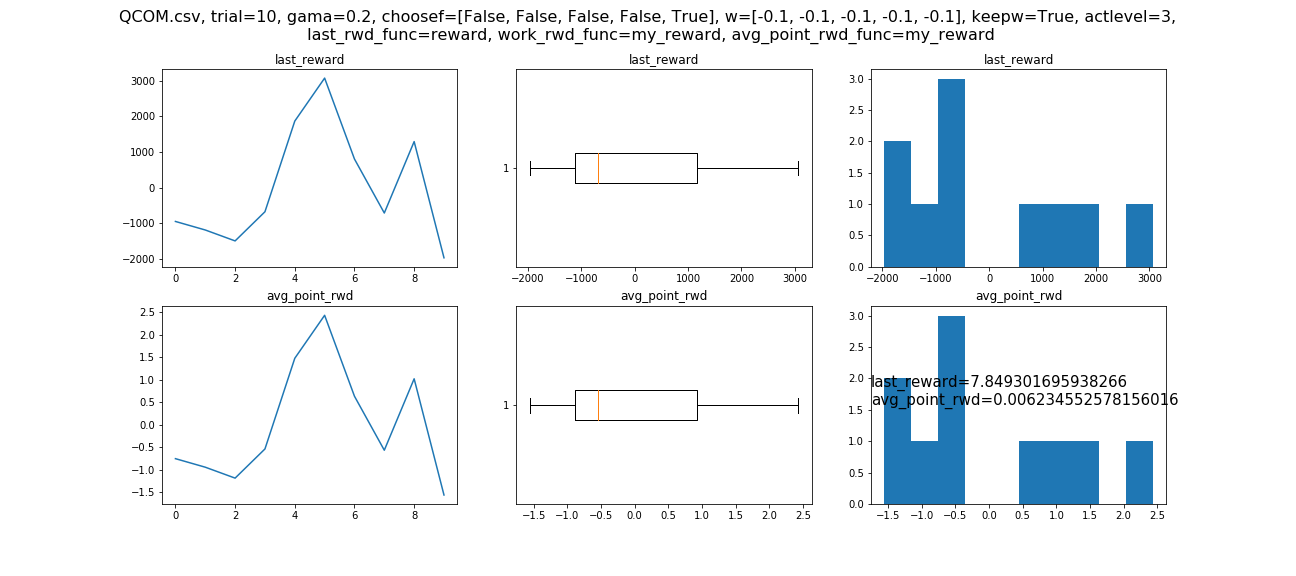 QCOM.csv, trial=10, gama=0.2, choosef=[False, False, False, False, True], w=[-0.1, -0.1, -0.1, -0.1, -0.1], keepw=True, actlevel=3,
last_rwd_func=reward, work_rwd_func=my_reward, avg_point_rwd_func=my_reward
last_reward
3000
2000
1000
0
−1000
−2000
0 2 4 6 8
last_reward
1
−2000 −1000 0 1000 2000 3000
last_reward
3.0
2.5
2.0
1.5
1.0
0.5
0.0
−2000 −1000 0 1000 2000 3000
avg_point_rwd
2.5
2.0
1.5
1.0
0.5
0.0
−0.5
−1.0
−1.5
0 2 4 6 8
avg_point_rwd
1
−1.5 −1.0 −0.5 0.0 0.5 1.0 1.5 2.0 2.5
avg_point_rwd
3.0
2.5
2.0
1.5
1.0
0.5
0.0
last_reward=7.849301695938266
avg_point_rwd=0.006234552578156016
−1.5 −1.0 −0.5 0.0 0.5 1.0 1.5 2.0 2.5